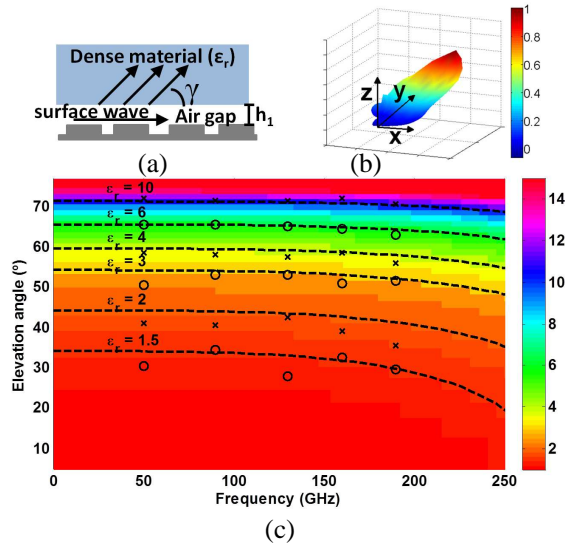 Dense material (εr)
γ
surface wave
Air gap
h1
(a)
z
y
x
1
0.8
0.6
0.4
0.2
0
(b)
εr = 10
εr = 6
εr = 4
εr = 3
εr = 2
εr = 1.5
70
60
50
40
30
20
10
Elevation angle (°)
0
50
100
150
200
250
Frequency (GHz)
14
12
10
8
6
4
2
(c)